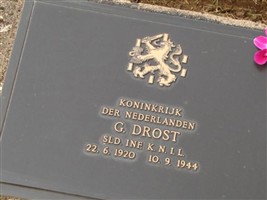 KONINKRIJK
DER NEDERLANDEN
G. DROST
SLD. INF. K. N. I. L.
22. 6. 1920 10. 9. 1944